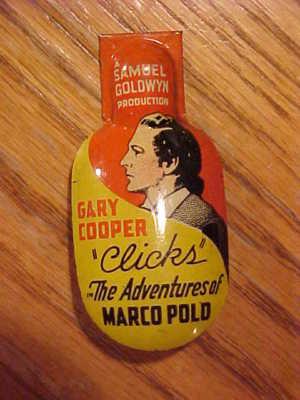 A
SAMUEL
GOLDWYN
PRODUCTION
GARY
COOPER
"Clicks"
IN The Adventures of
MARCO POLO